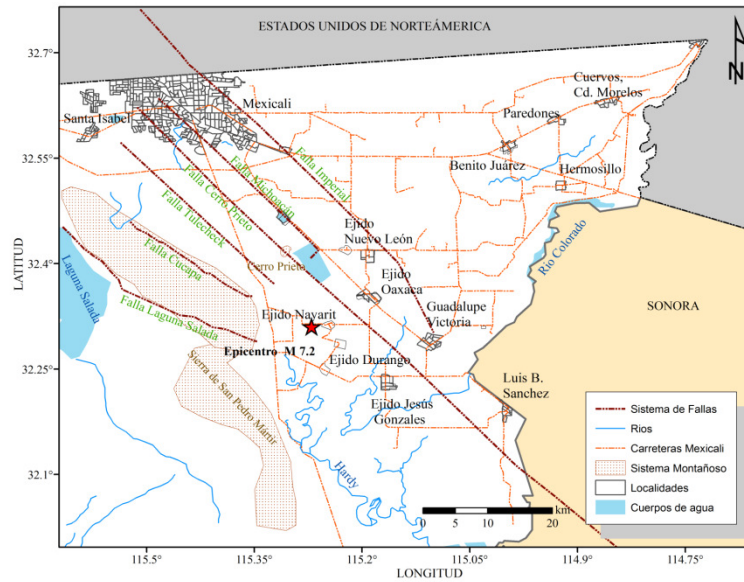 ESTADOS UNIDOS DE NORTEÁMERICA
N
32.7°
32.55°
32.4°
32.25°
32.1°
LATITUD
Santa Isabel
Mexicali
Cuervos,
Cd. Morelos
Paredones
Benito Juárez
Hermosillo
Falla Imperial
Falla Michoacán
Falla Cerro Prieto
Falla Tueccheck
Falla Cucapa
Falla Laguna Salada
Laguna Salada
Cerro Prieto
Ejido
Nuevo León
Ejido
Oaxaca
Rio Colorado
SONORA
Ejido Navarit
Guadalupe
Victoria
Epicentro M 7.2
Ejido Durango
Sierra de San Pedro Mártir
Ejido Jesús
Gonzales
Luis B.
Sanchez
Hardy
Sistema de Fallas
Rios
Carreteras Mexicali
Sistema Montañoso
Localidades
Cuerpos de agua
km
0 5 10 20
115.5° 115.35° 115.2° 115.05° 114.9° 114.75°
LONGITUD